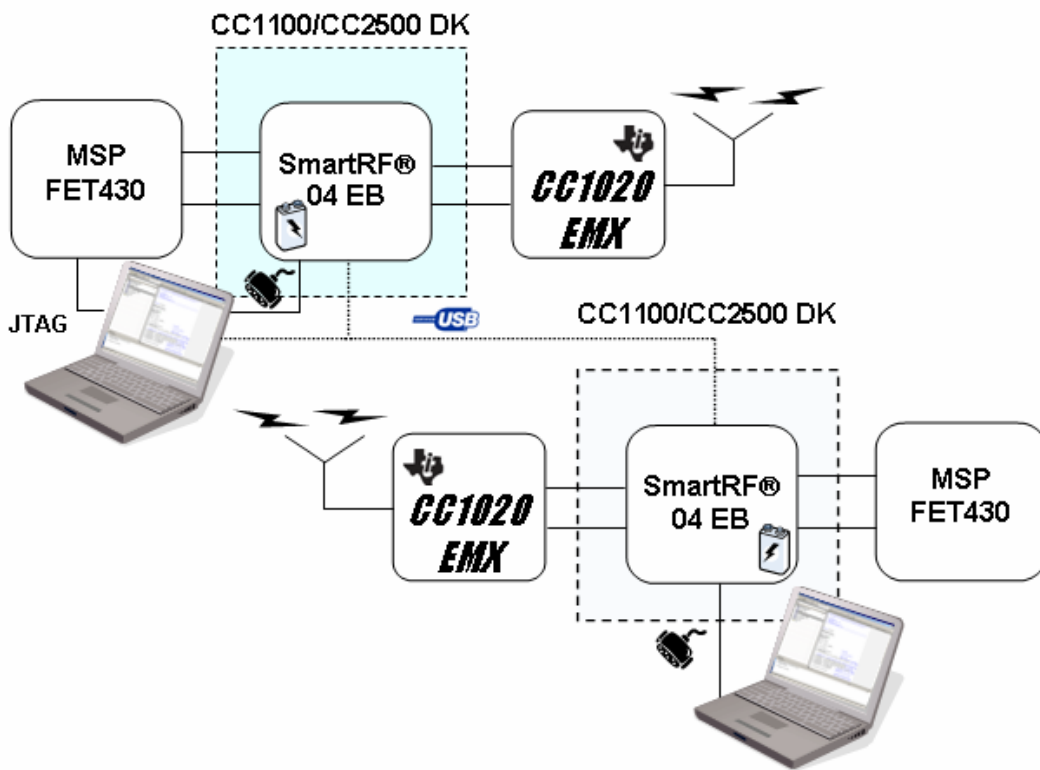 CC1100/CC2500 DK
MSP
FET430
SmartRF®
04 EB
CC1020
EMX
JTAG
USB
CC1100/CC2500 DK
CC1020
EMX
SmartRF®
04 EB
MSP
FET430